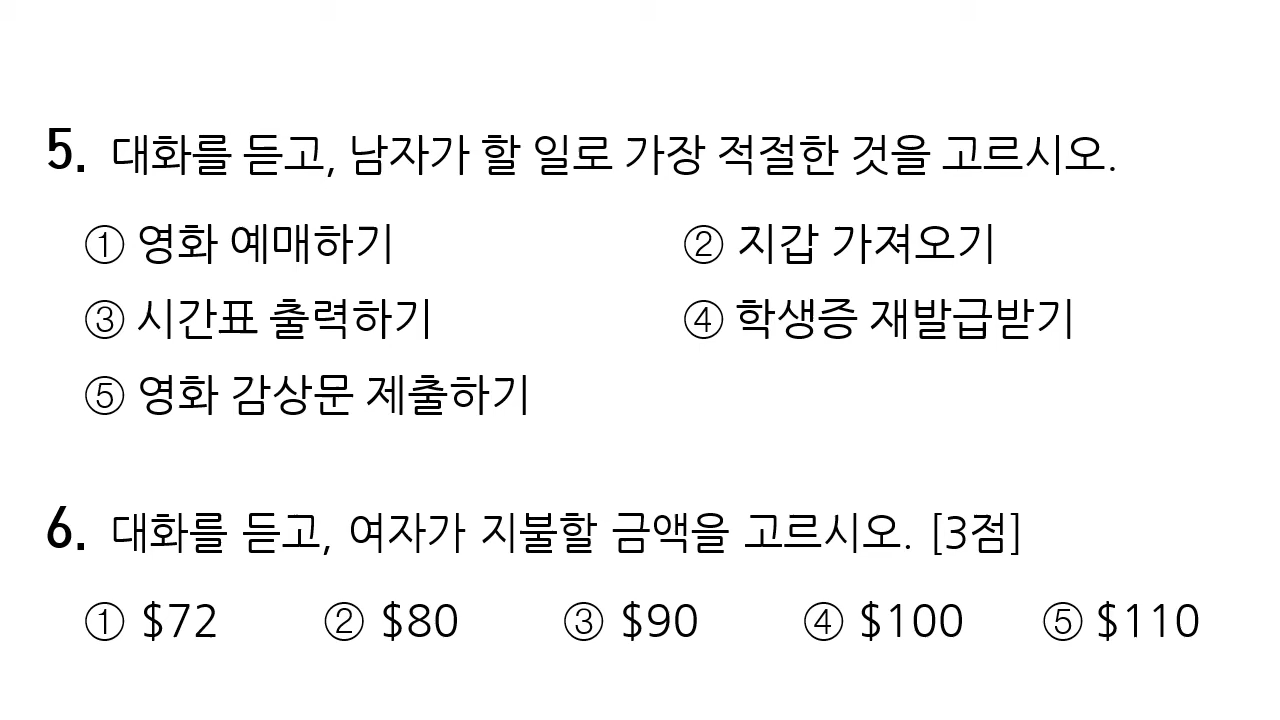 5. 대화를 듣고, 남자가 할 일로 가장 적절한 것을 고르시오.
① 영화 예매하기 ② 지갑 가져오기
③ 시간표 출력하기 ④ 학생증 재발급받기
⑤ 영화 감상문 제출하기
6. 대화를 듣고, 여자가 지불할 금액을 고르시오. [3점]
① $72 ② $80 ③ $90 ④ $100 ⑤ $110